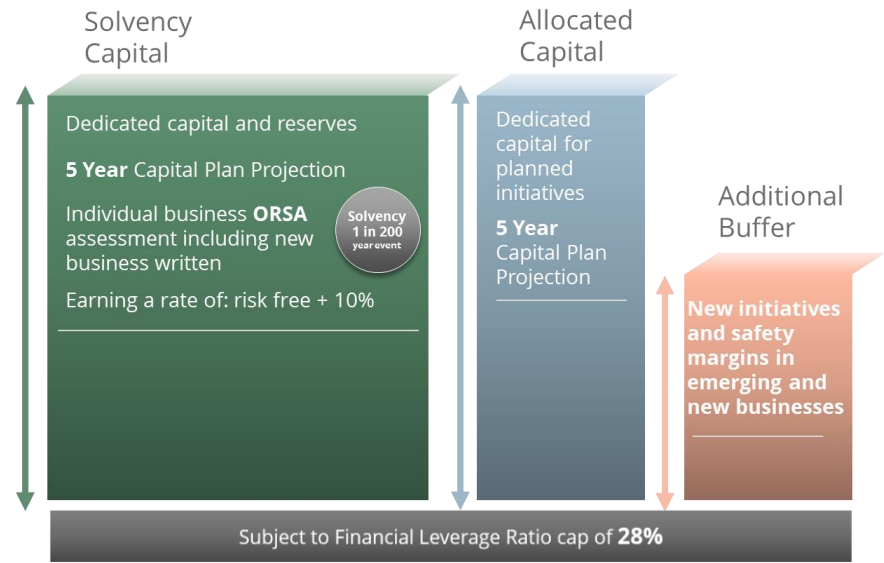 Solvency
Capital
Dedicated capital and reserves
5 Year Capital Plan Projection
Individual business ORSA
assessment including new
business written
Solvency
1 in 200
year event
Earning a rate of: risk free + 10%
Allocated
Capital
Dedicated
capital for
planned
initiatives
5 Year
Capital Plan
Projection
Additional
Buffer
New initiatives
and safety
margins in
emerging and
new businesses
Subject to Financial Leverage Ratio cap of 28%